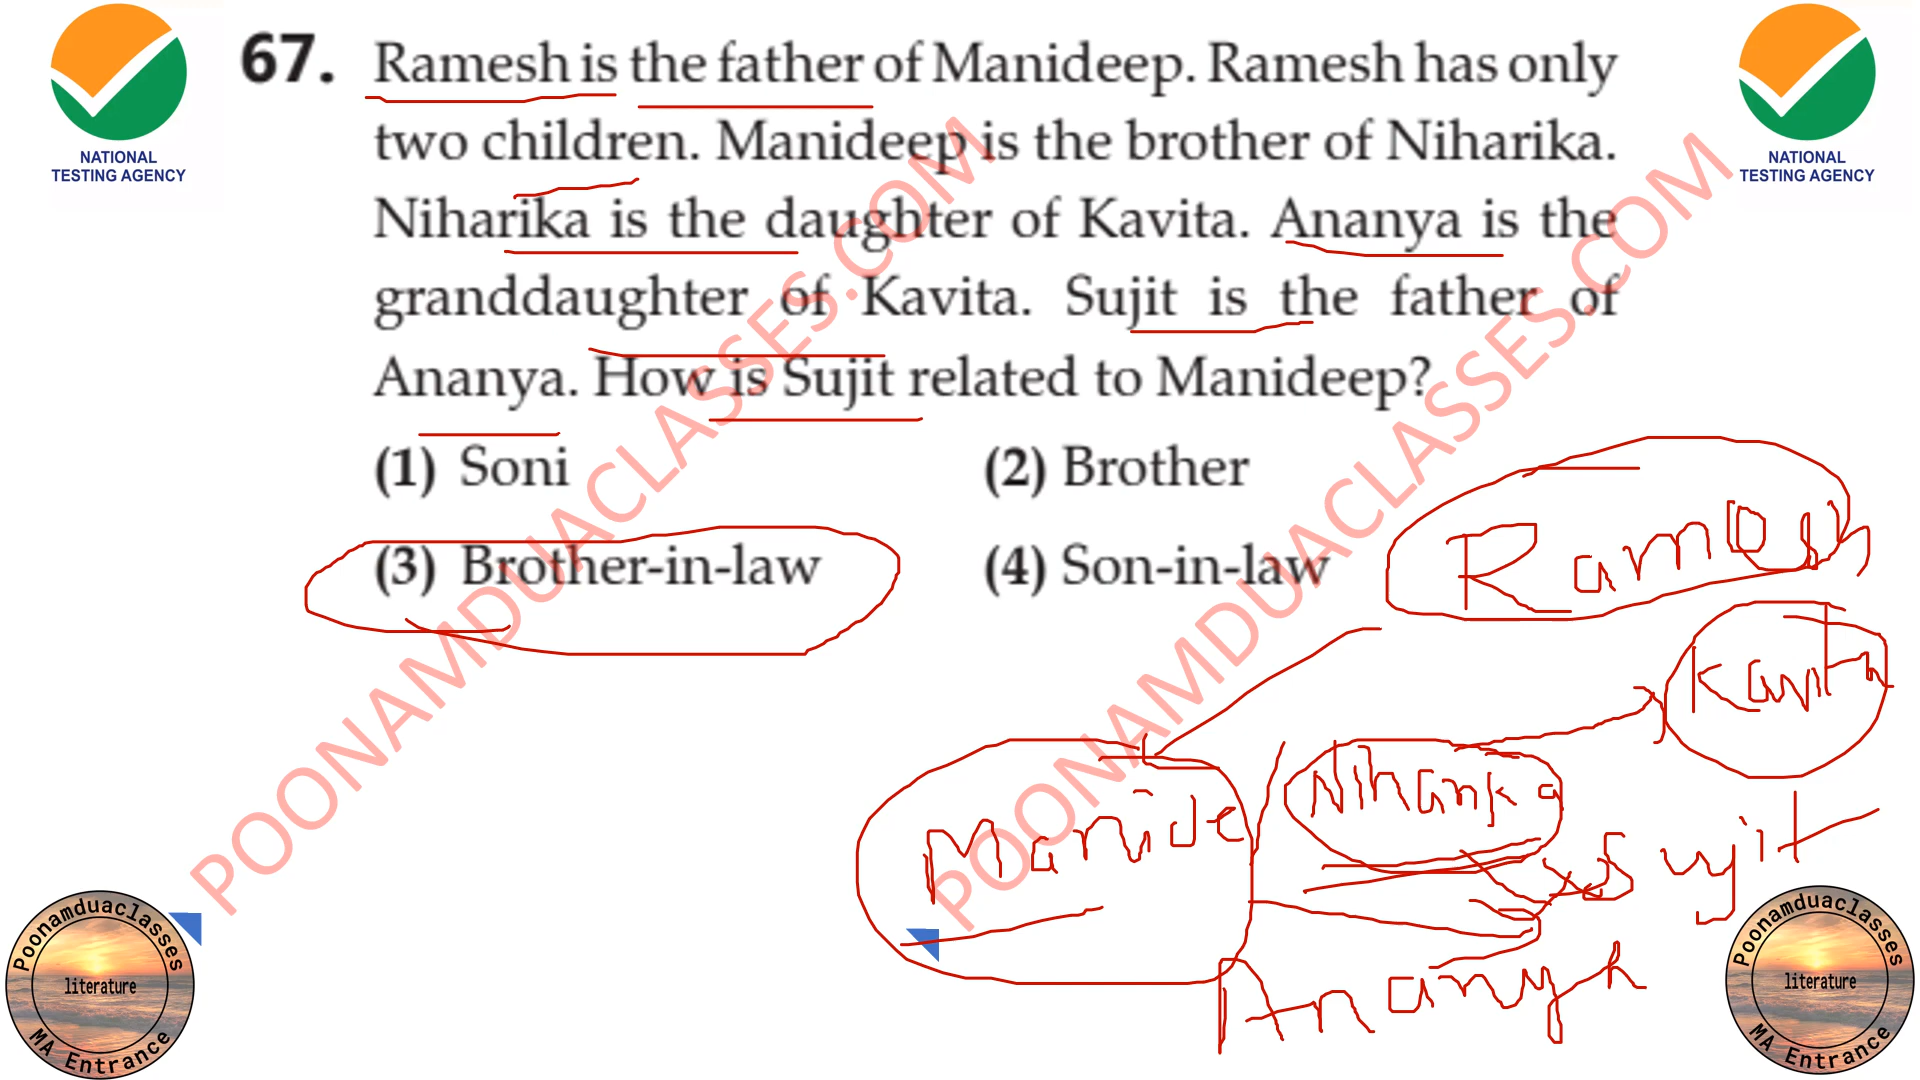 NATIONAL
TESTING AGENCY
NATIONAL
TESTING AGENCY
67. Ramesh is the father of Manideep. Ramesh has only
two children. Manideep is the brother of Niharika.
Niharika is the daughter of Kavita. Ananya is the
granddaughter of Kavita. Sujit is the father of
Ananya. How is Sujit related to Manideep?
(1) Soni
(2) Brother
(3) Brother-in-law
(4) Son-in-law
Ramesh
Kavita
Niharika
Manide
Sujit
Ananya
POONAMDUACLASSES.COM
POONAMDUACLASSES.COM
Poonamduaclasses
literature
MA Entrance
Poonamduaclasses
literature
MA Entrance